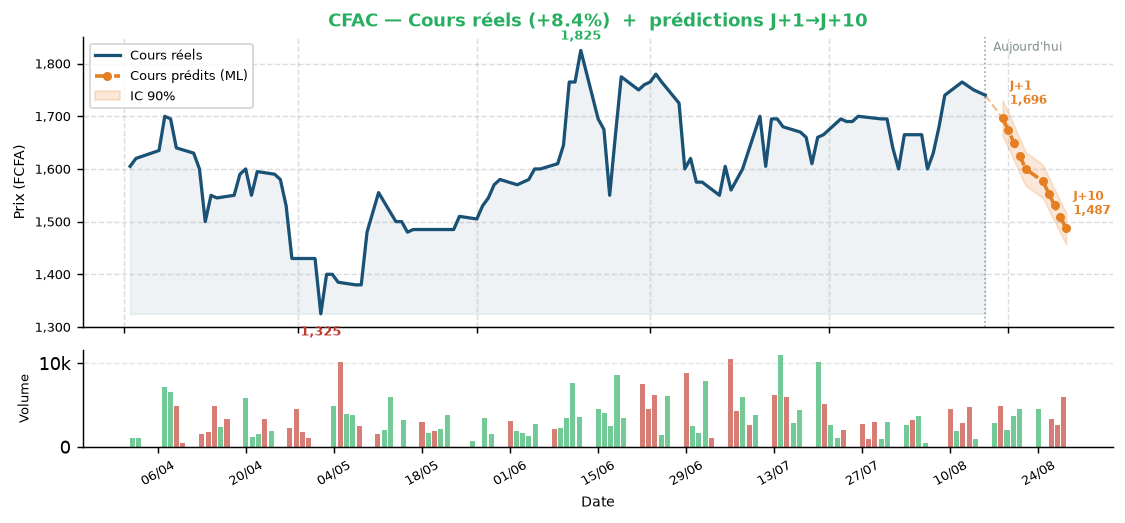 CFAC — Cours réels (+8.4%) + prédictions J+1→J+10
1,825
Aujourd'hui
Cours réels
Cours prédits (ML)
IC 90%
J+1
1,696
J+10
1,487
1,325
Prix (FCFA)
1,800
1,700
1,600
1,500
1,400
1,300
Volume
10k
0
06/04
20/04
04/05
18/05
01/06
15/06
29/06
13/07
27/07
10/08
24/08
Date